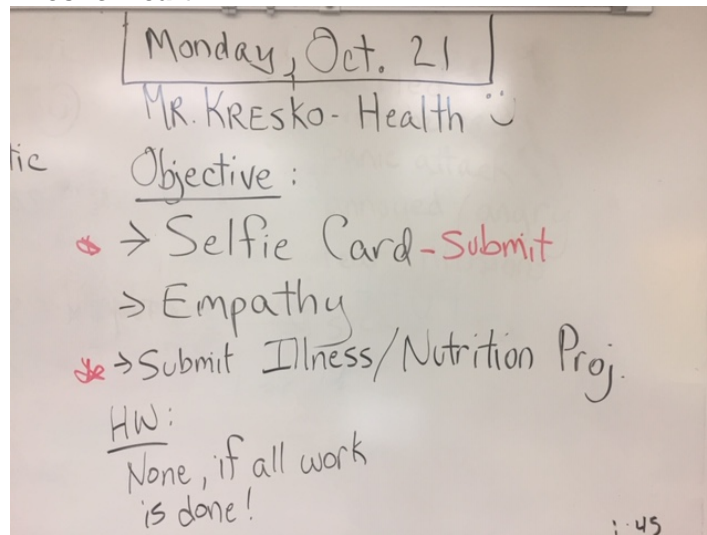 Monday, Oct. 21
MR. KRESKO - Health
tic
Objective :
→ Selfie Card - Submit
→ Empathy
→ Submit Illness/Nutrition Proj.
HW:
None, if all work
is done!